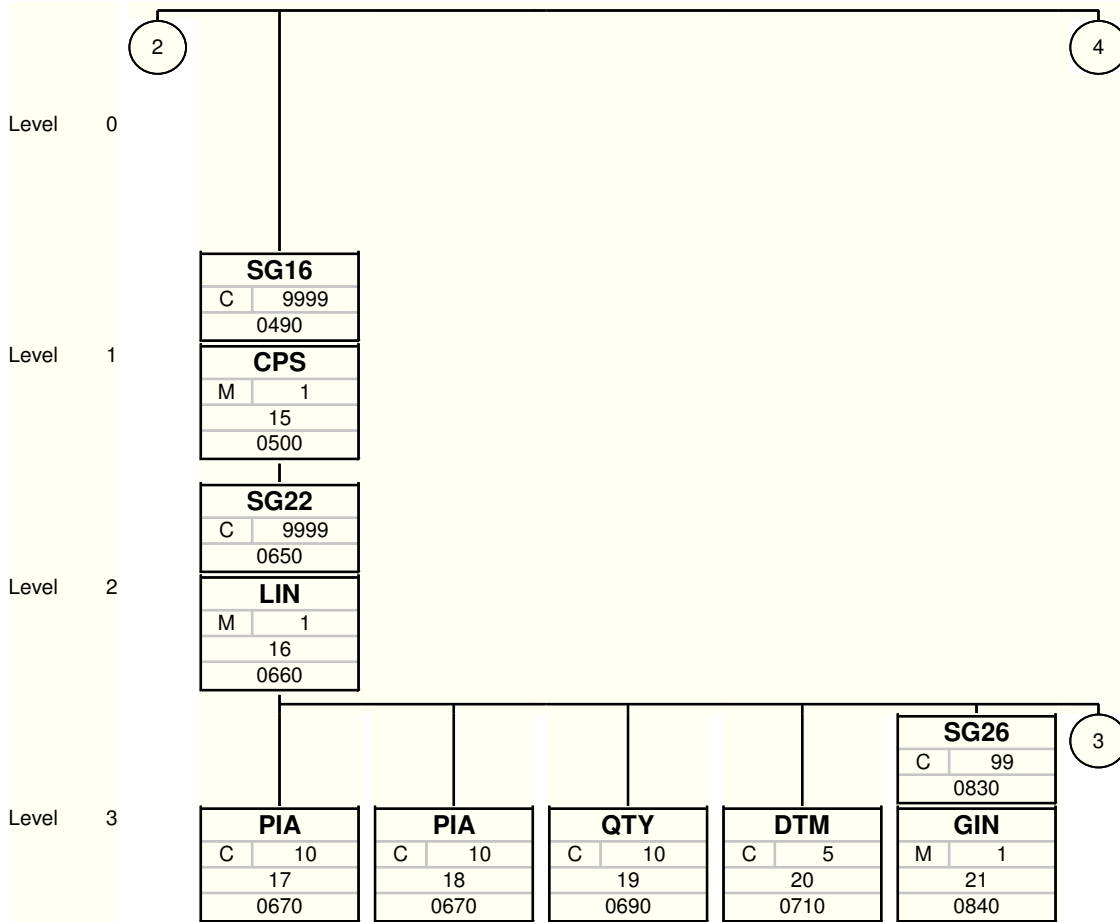 2
4
Level 0
SG16
C 9999
0490
Level 1
CPS
M 1
15
0500
SG22
C 9999
0650
Level 2
LIN
M 1
16
0660
SG26
C 99
0830
3
Level 3
PIA
C 10
17
0670
PIA
C 10
18
0670
QTY
C 10
19
0690
DTM
C 5
20
0710
GIN
M 1
21
0840